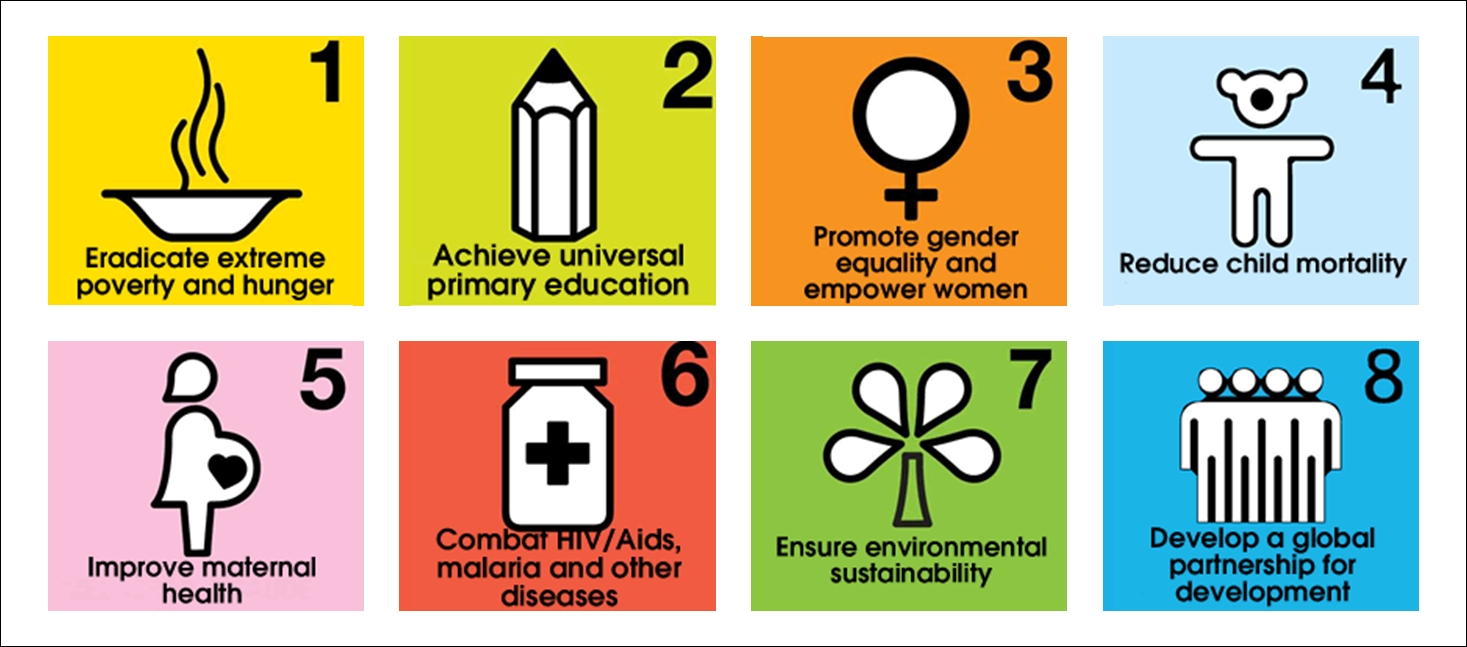 1
Eradicate extreme
poverty and hunger
2
Achieve universal
primary education
3
Promote gender
equality and
empower women
4
Reduce child mortality
5
Improve maternal
health
6
Combat HIV/Aids,
malaria and other
diseases
7
Ensure environmental
sustainability
8
Develop a global
partnership for
development